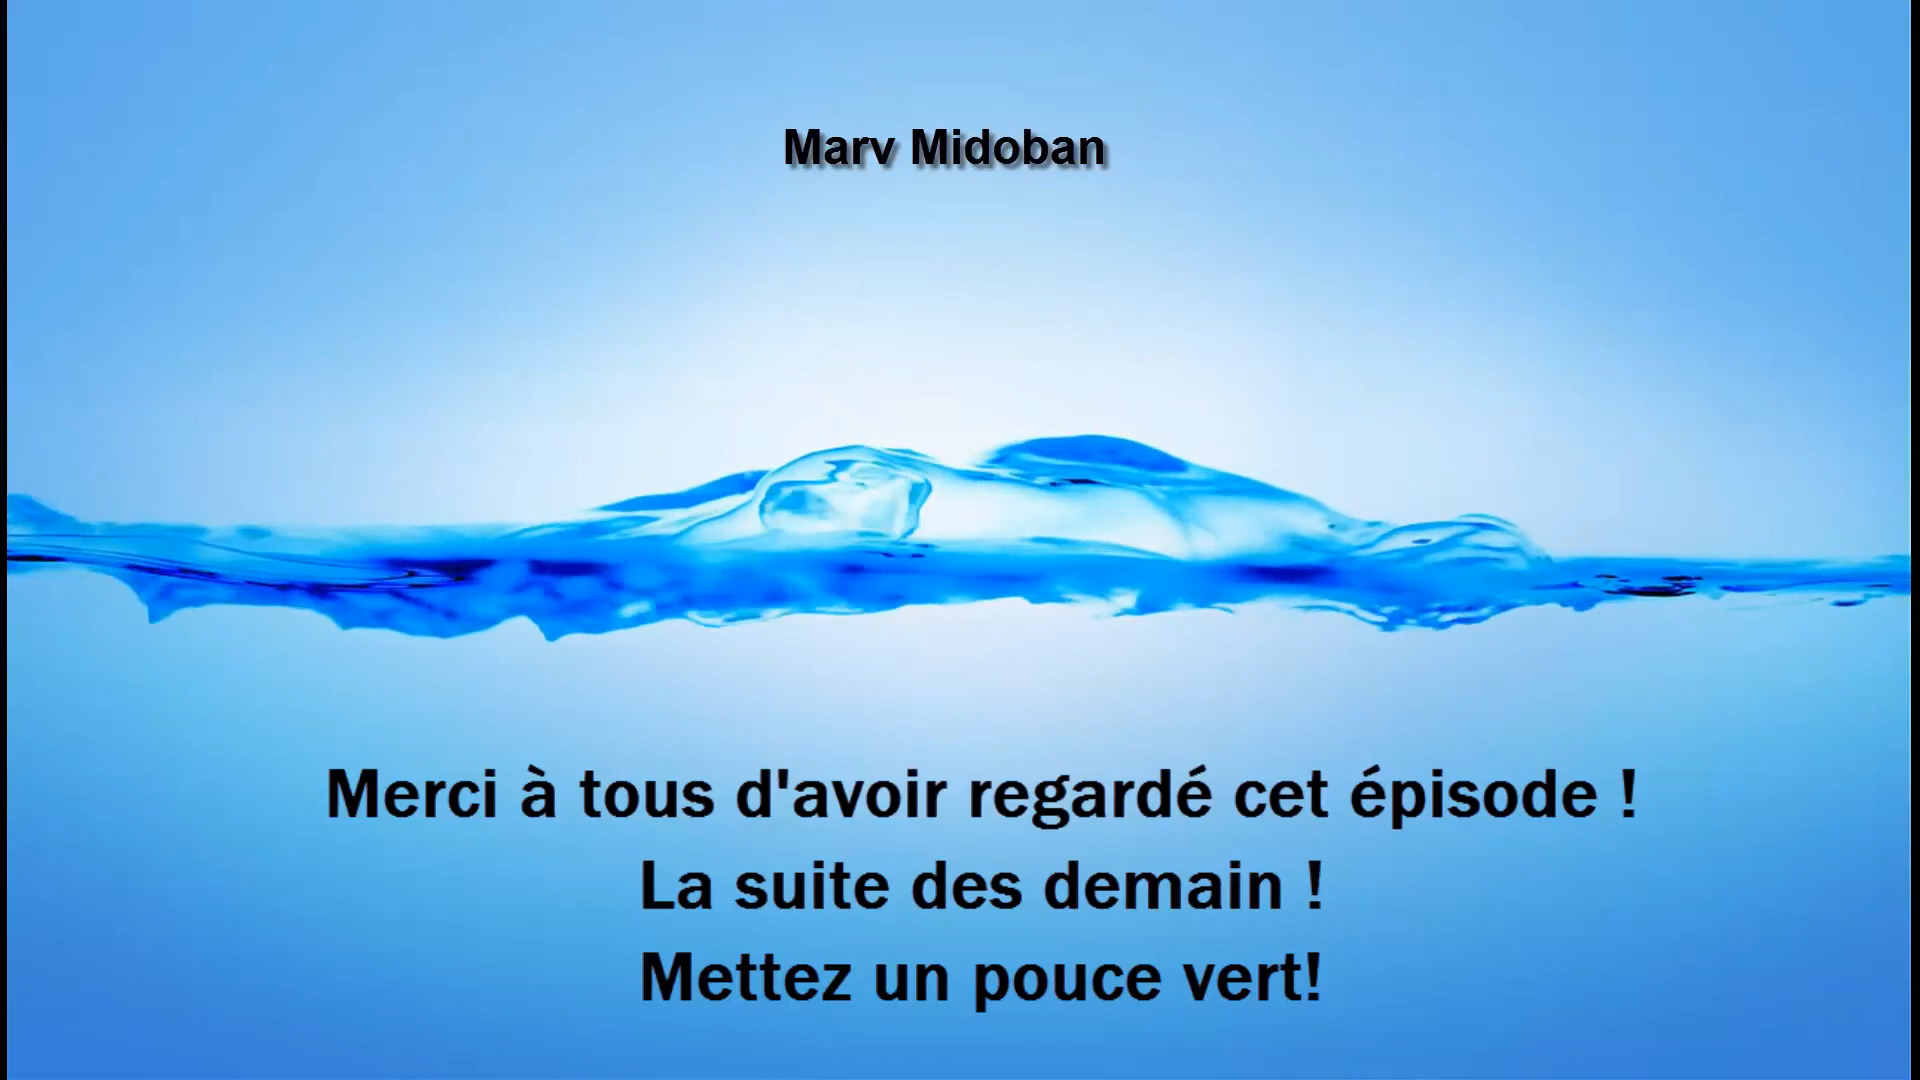 Marv Midoban
Merci à tous d'avoir regardé cet épisode !
La suite des demain !
Mettez un pouce vert!